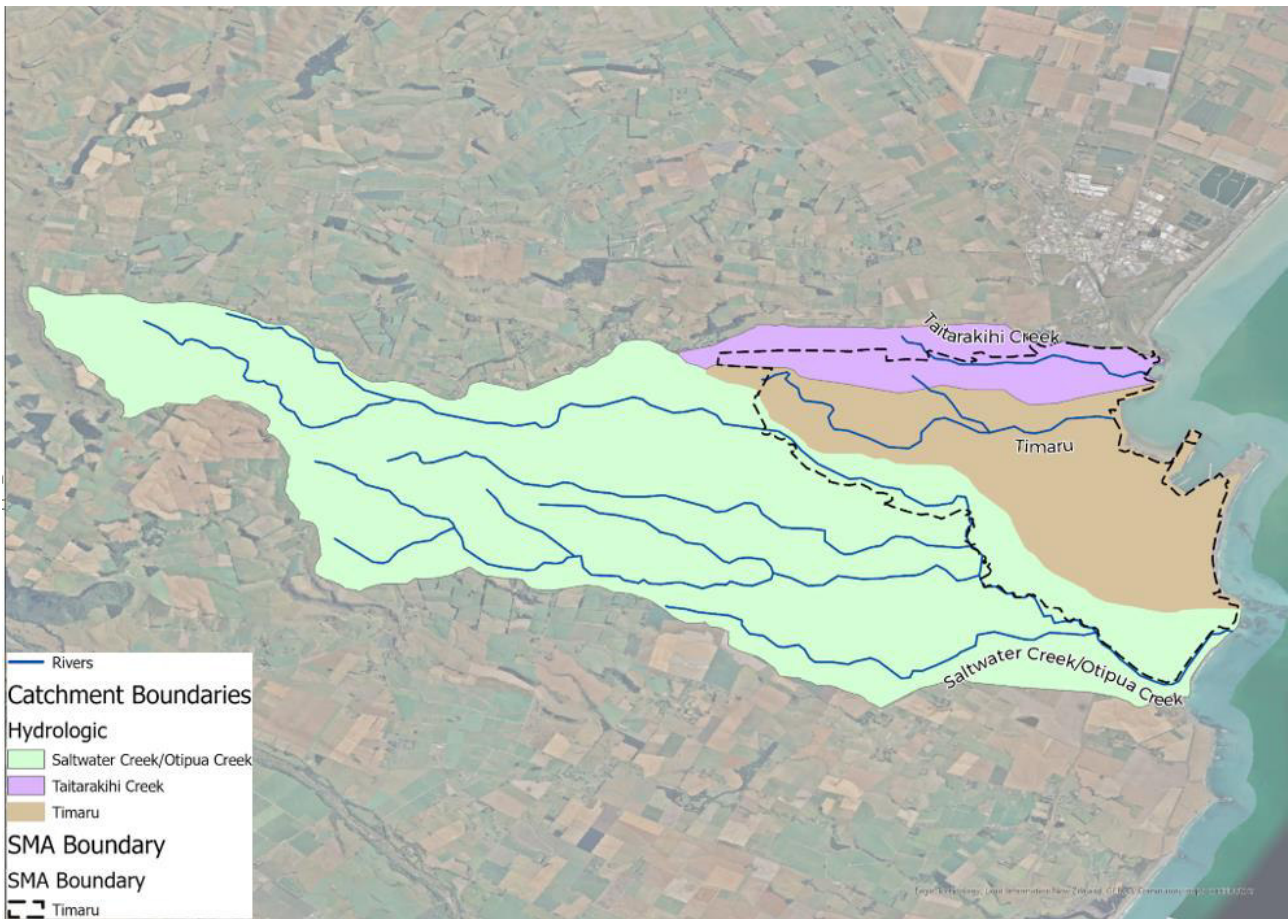 Taitarakihi Creek
Timaru
Saltwater Creek/Otipua Creek
Rivers
Catchment Boundaries
Hydrologic
Saltwater Creek/Otipua Creek
Taitarakihi Creek
Timaru
SMA Boundary
SMA Boundary
Timaru